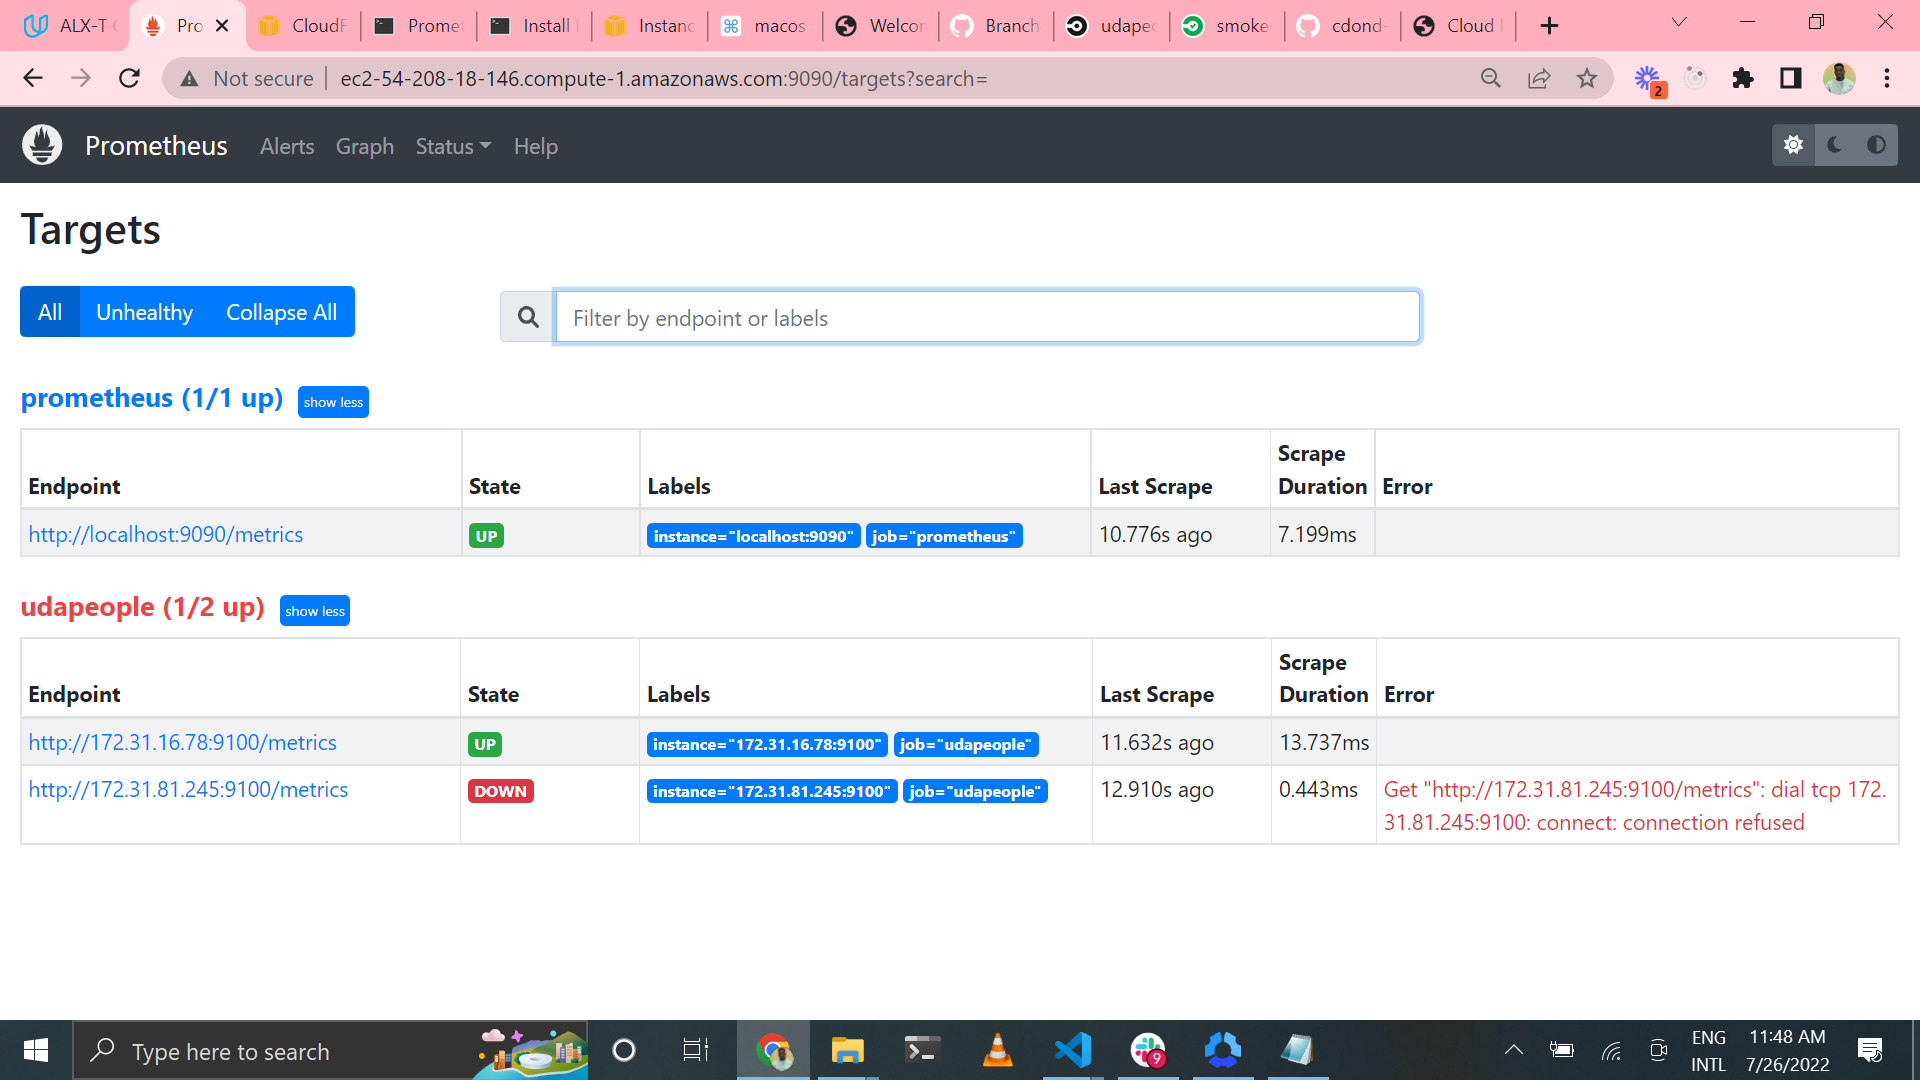 ALX-T
Pro
CloudF
Promet
Install
Instanc
macos
Welcor
Branch
udapeo
smoke
cdond-
Cloud
Not secure
ec2-54-208-18-146.compute-1.amazonaws.com:9090/targets?search=
2
Prometheus
Alerts
Graph
Status
Help
Targets
All
Unhealthy
Collapse All
Filter by endpoint or labels
prometheus (1/1 up)
show less
Endpoint
State
Labels
Last Scrape
Scrape
Duration
Error
http://localhost:9090/metrics
UP
instance="localhost:9090"
job="prometheus"
10.776s ago
7.199ms
udapeople (1/2 up)
show less
Endpoint
State
Labels
Last Scrape
Scrape
Duration
Error
http://172.31.16.78:9100/metrics
UP
instance="172.31.16.78:9100"
job="udapeople"
11.632s ago
13.737ms
http://172.31.81.245:9100/metrics
DOWN
instance="172.31.81.245:9100"
job="udapeople"
12.910s ago
0.443ms
Get "http://172.31.81.245:9100/metrics": dial tcp 172.
31.81.245:9100: connect: connection refused
Type here to search
9
ENG
INTL
11:48 AM
7/26/2022